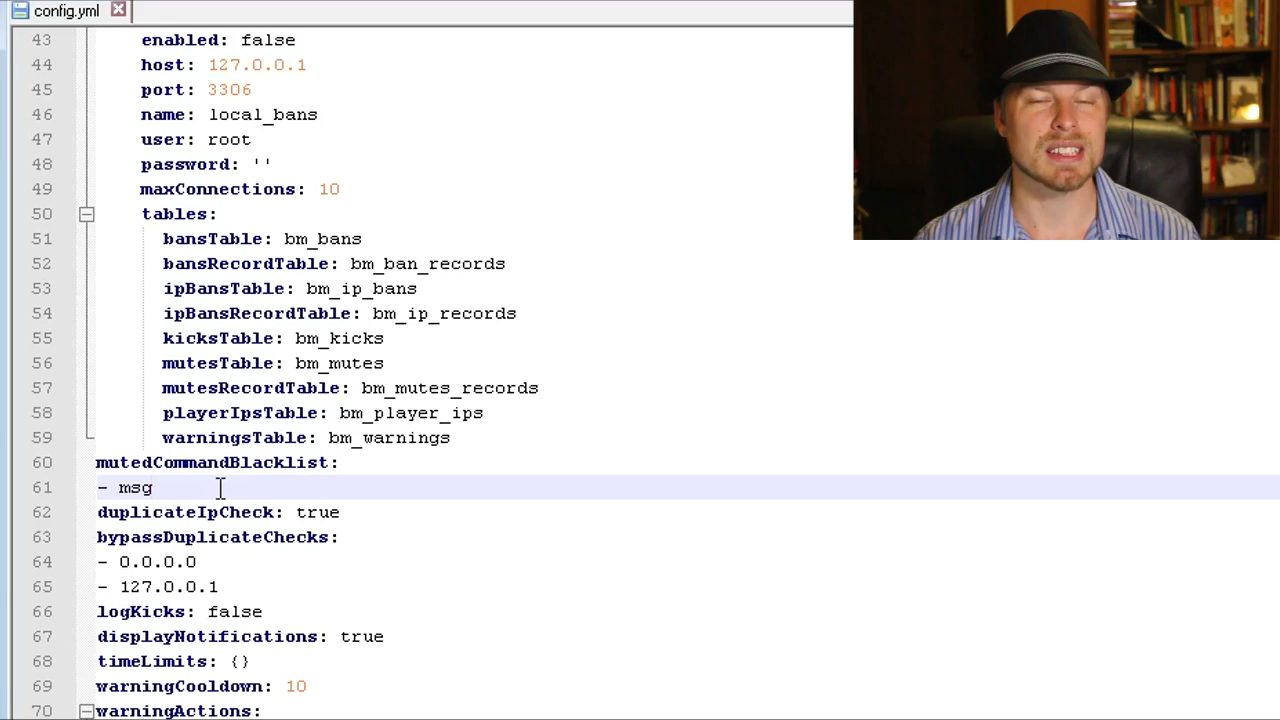 config.yml
43 enabled: false
44 host: 127.0.0.1
45 port: 3306
46 name: local_bans
47 user: root
48 password: ''
49 maxConnections: 10
50 tables:
51 bansTable: bm_bans
52 bansRecordTable: bm_ban_records
53 ipBansTable: bm_ip_bans
54 ipBansRecordTable: bm_ip_records
55 kicksTable: bm_kicks
56 mutesTable: bm_mutes
57 mutesRecordTable: bm_mutes_records
58 playerIpsTable: bm_player_ips
59 warningsTable: bm_warnings
60 mutedCommandBlacklist:
61 - msg
62 duplicateIpCheck: true
63 bypassDuplicateChecks:
64 - 0.0.0.0
65 - 127.0.0.1
66 logKicks: false
67 displayNotifications: true
68 timeLimits: {}
69 warningCooldown: 10
70 warningActions: